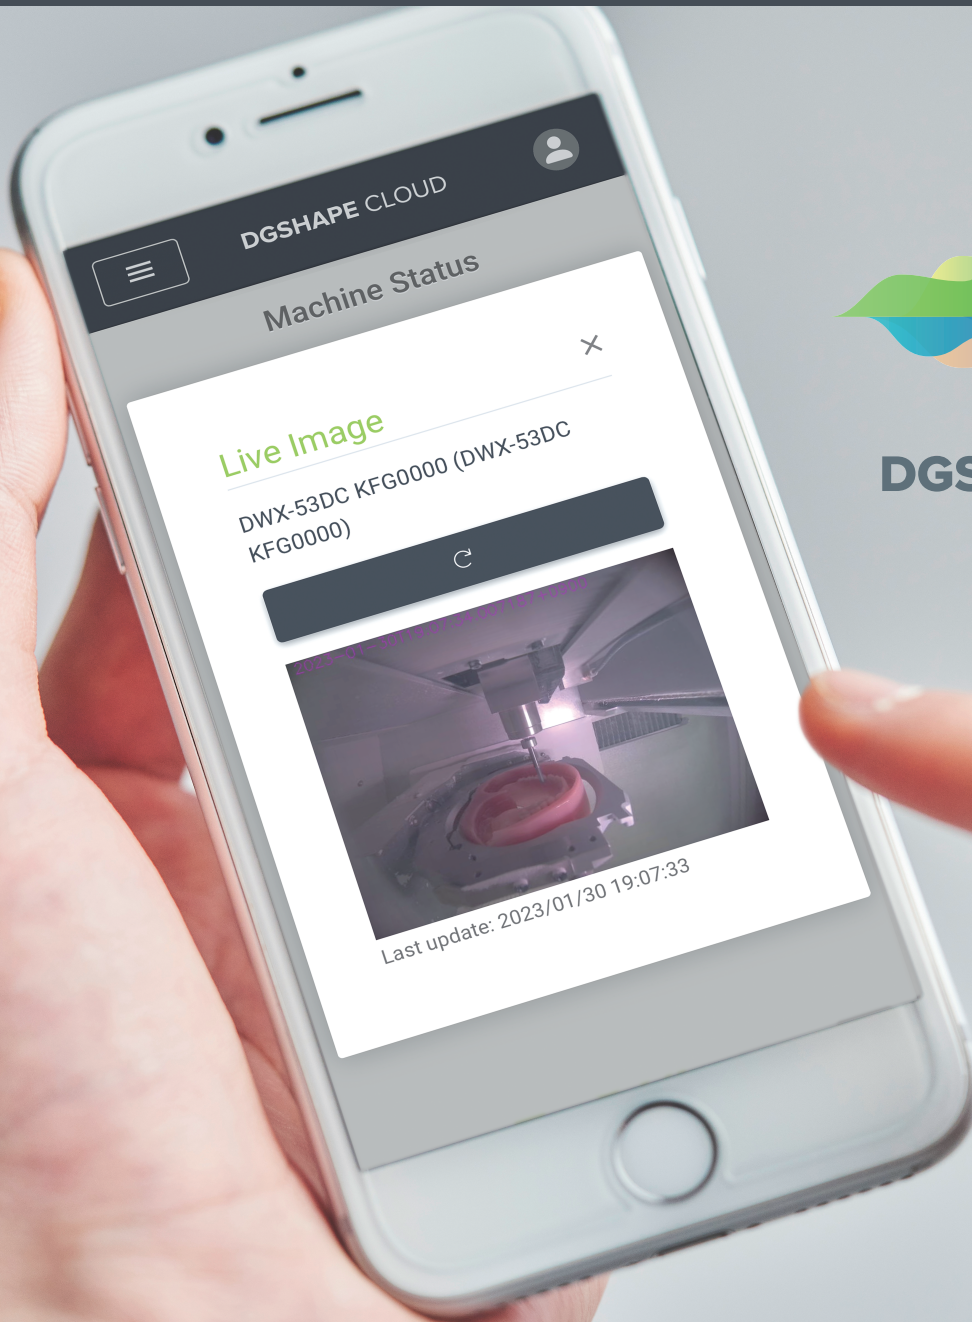 DGSHAPE CLOUD
Machine Status
Live Image
DWX-53DC KFG0000 (DWX-53DC
KFG0000)
Last update: 2023/01/30 19:07:33
DGS